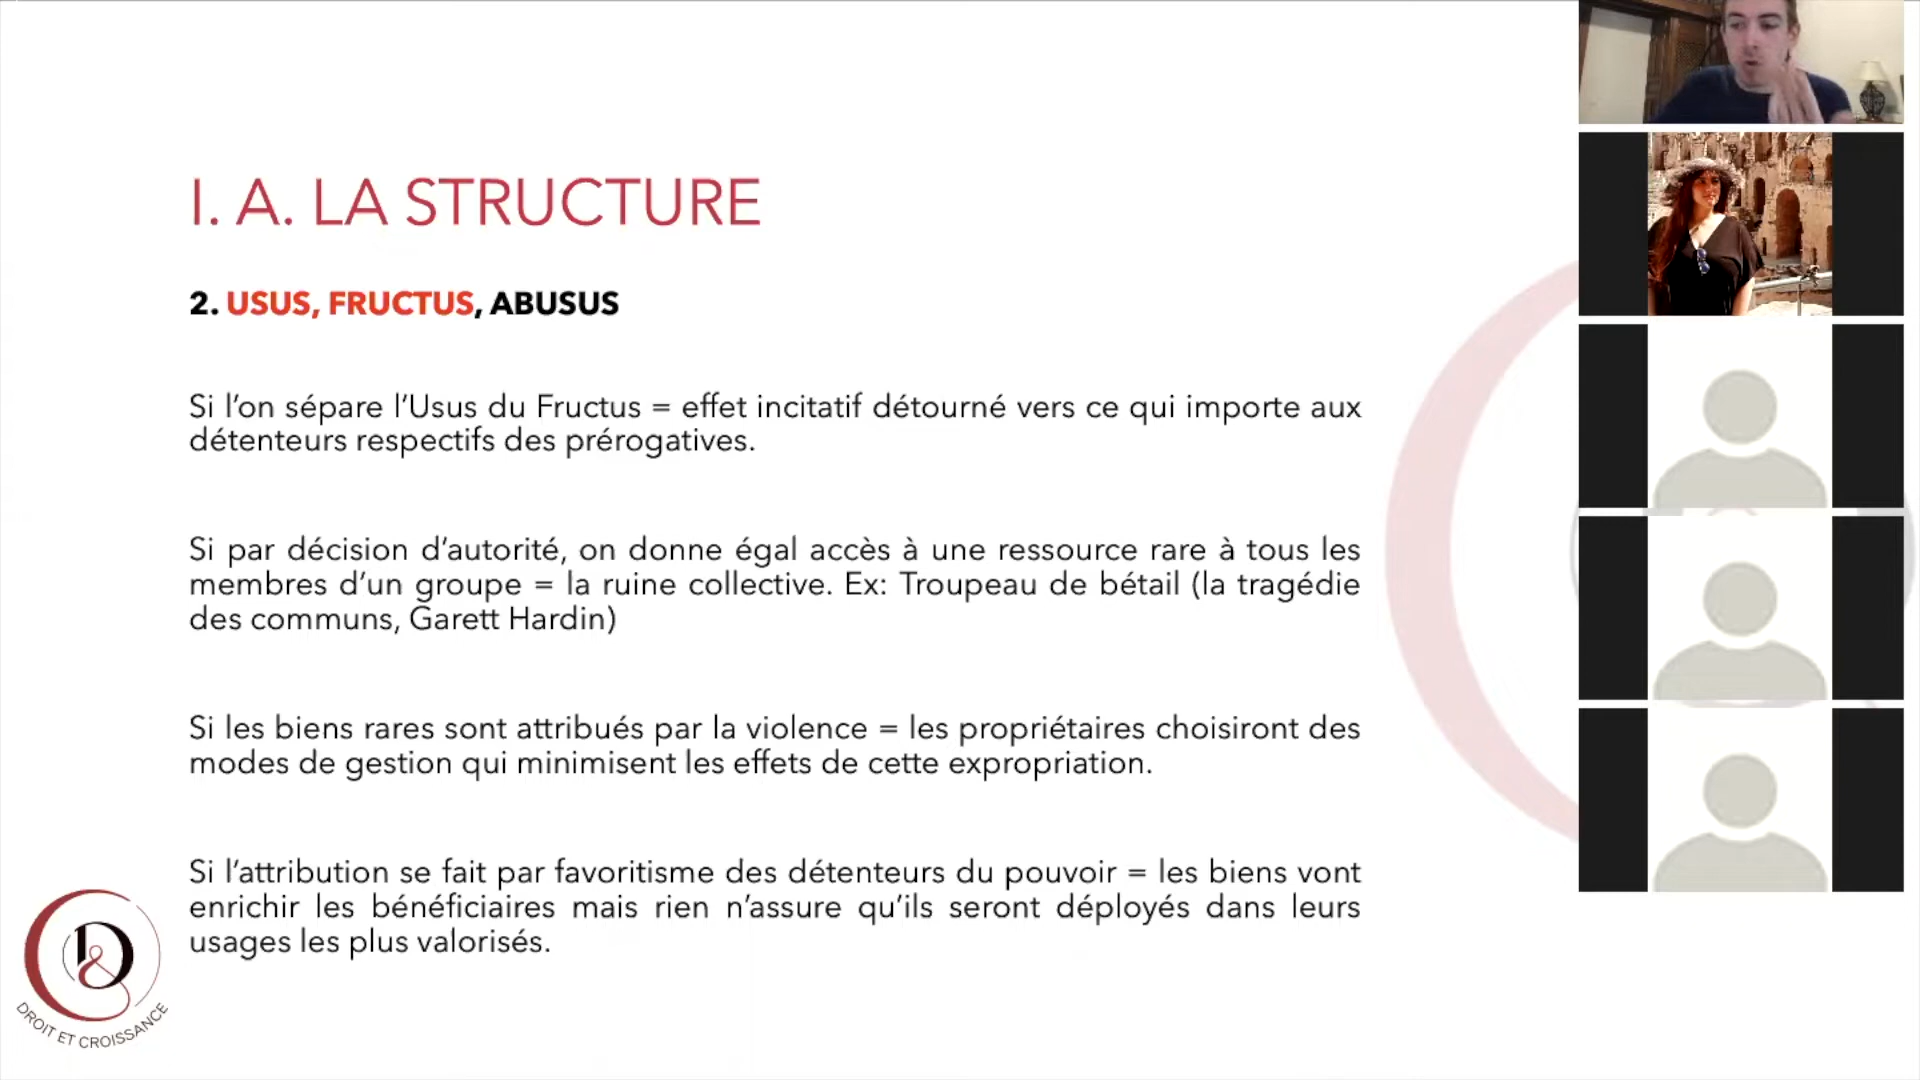 I. A. LA STRUCTURE
2. USUS, FRUCTUS, ABUSUS
Si l’on sépare l’Usus du Fructus = effet incitatif détourné vers ce qui importe aux
détenteurs respectifs des prérogatives.
Si par décision d’autorité, on donne égal accès à une ressource rare à tous les
membres d’un groupe = la ruine collective. Ex: Troupeau de bétail (la tragédie
des communs, Garett Hardin)
Si les biens rares sont attribués par la violence = les propriétaires choisiront des
modes de gestion qui minimisent les effets de cette expropriation.
Si l’attribution se fait par favoritisme des détenteurs du pouvoir = les biens vont
enrichir les bénéficiaires mais rien n’assure qu’ils seront déployés dans leurs
usages les plus valorisés.
D&
DROIT ET CROISSANCE